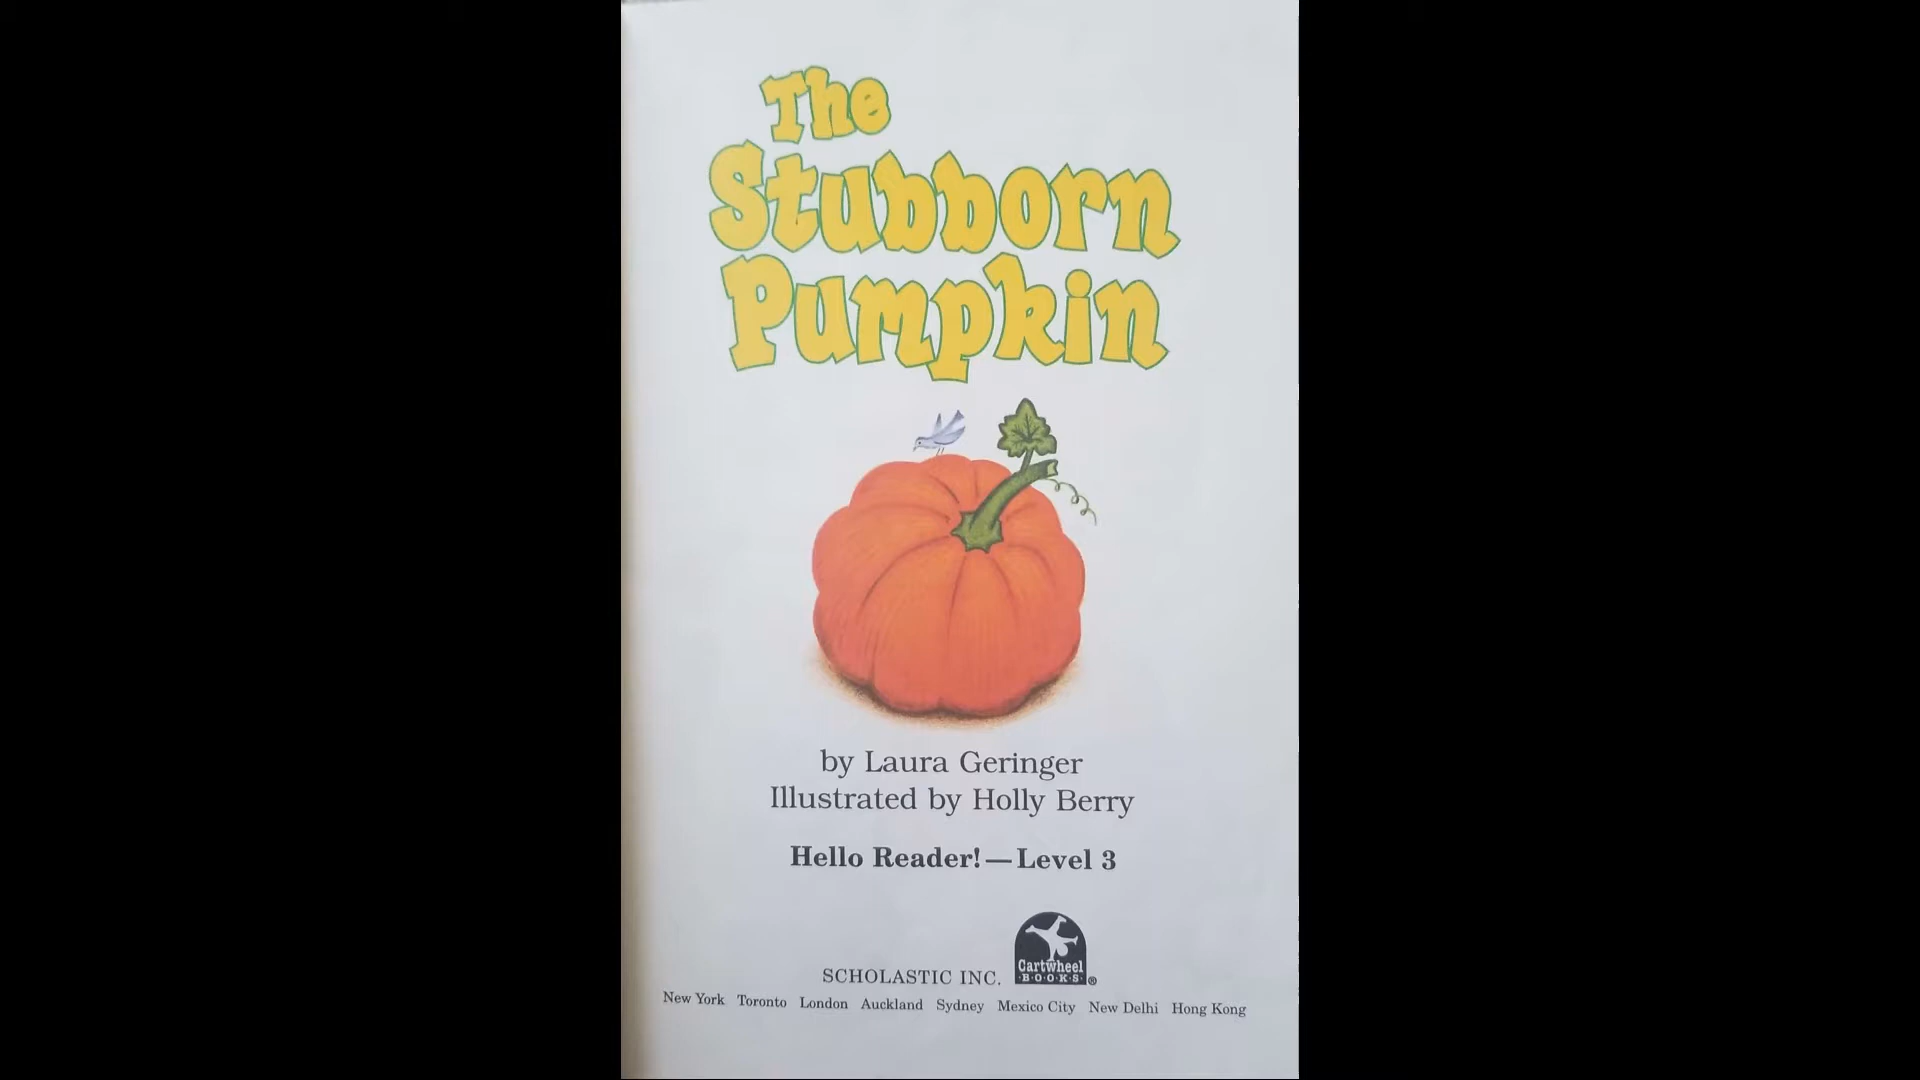 The
Stubborn
Pumpkin
by Laura Geringer
Illustrated by Holly Berry
Hello Reader!—Level 3
SCHOLASTIC INC.
Cartwheel
·B·O·O·K·S·®
New York Toronto London Auckland Sydney Mexico City New Delhi Hong Kong